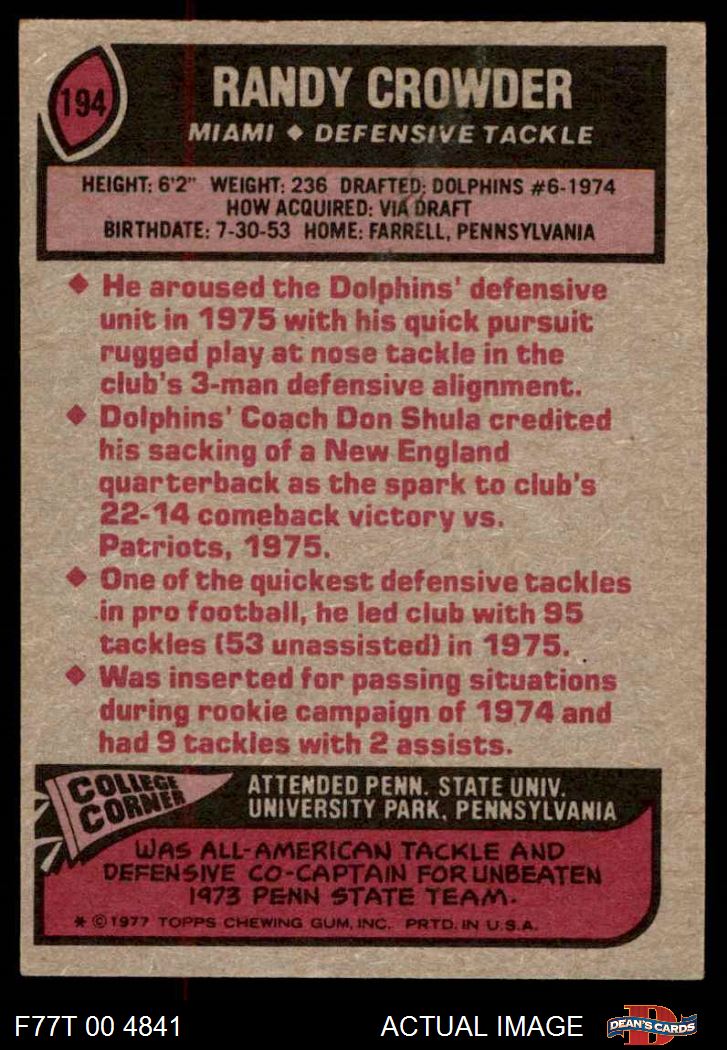 194
RANDY CROWDER
MIAMI ◆ DEFENSIVE TACKLE
HEIGHT: 6'2" WEIGHT: 236 DRAFTED: DOLPHINS #6-1974
HOW ACQUIRED: VIA DRAFT
BIRTHDATE: 7-30-53 HOME: FARRELL, PENNSYLVANIA
◆ He aroused the Dolphins' defensive
unit in 1975 with his quick pursuit
rugged play at nose tackle in the
club's 3-man defensive alignment.
◆ Dolphins' Coach Don Shula credited
his sacking of a New England
quarterback as the spark to club's
22-14 comeback victory vs.
Patriots, 1975.
◆ One of the quickest defensive tackles
in pro football, he led club with 95
tackles (53 unassisted) in 1975.
◆ Was inserted for passing situations
during rookie campaign of 1974 and
had 9 tackles with 2 assists.
COLLEGE
CORNER
ATTENDED PENN. STATE UNIV.
UNIVERSITY PARK, PENNSYLVANIA
WAS ALL-AMERICAN TACKLE AND
DEFENSIVE CO-CAPTAIN FOR UNBEATEN
1973 PENN STATE TEAM.
* © 1977 TOPPS CHEWING GUM, INC. PRTD. IN U.S.A.
F77T 00 4841
ACTUAL IMAGE
D
DEAN'S CARDS